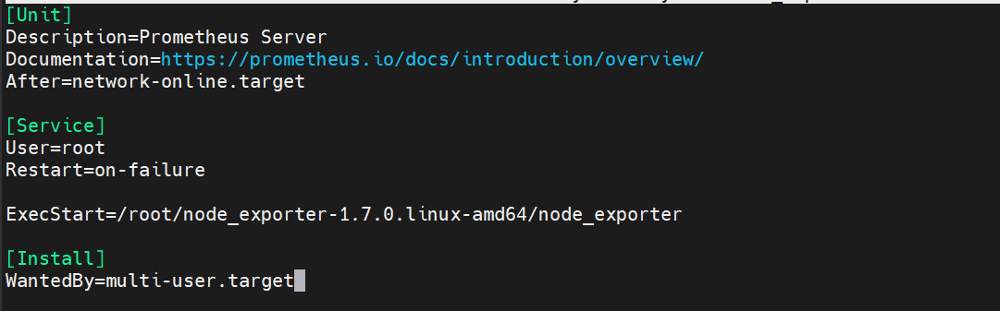 [Unit]
Description=Prometheus Server
Documentation=https://prometheus.io/docs/introduction/overview/
After=network-online.target
[Service]
User=root
Restart=on-failure
ExecStart=/root/node_exporter-1.7.0.linux-amd64/node_exporter
[Install]
WantedBy=multi-user.target